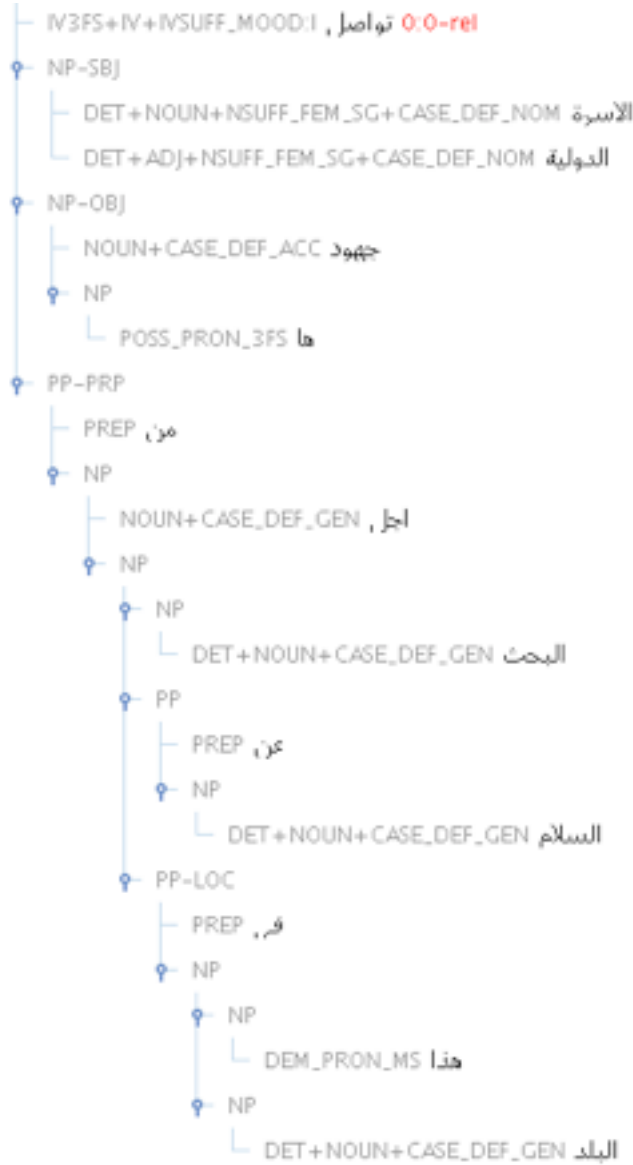 IV3FS+IV+IVSUFF_MOOD:I تواصل 0:0-rel
NP-SBJ
DET+NOUN+NSUFF_FEM_SG+CASE_DEF_NOM الاسرة
DET+ADJ+NSUFF_FEM_SG+CASE_DEF_NOM الدولية
NP-OBJ
NOUN+CASE_DEF_ACC جهود
NP
POSS_PRON_3FS ها
PP-PRP
PREP من
NP
NOUN+CASE_DEF_GEN اجل
NP
NP
DET+NOUN+CASE_DEF_GEN البحث
PP
PREP عن
NP
DET+NOUN+CASE_DEF_GEN السلام
PP-LOC
PREP في
NP
NP
DEM_PRON_MS هذا
NP
DET+NOUN+CASE_DEF_GEN البلد